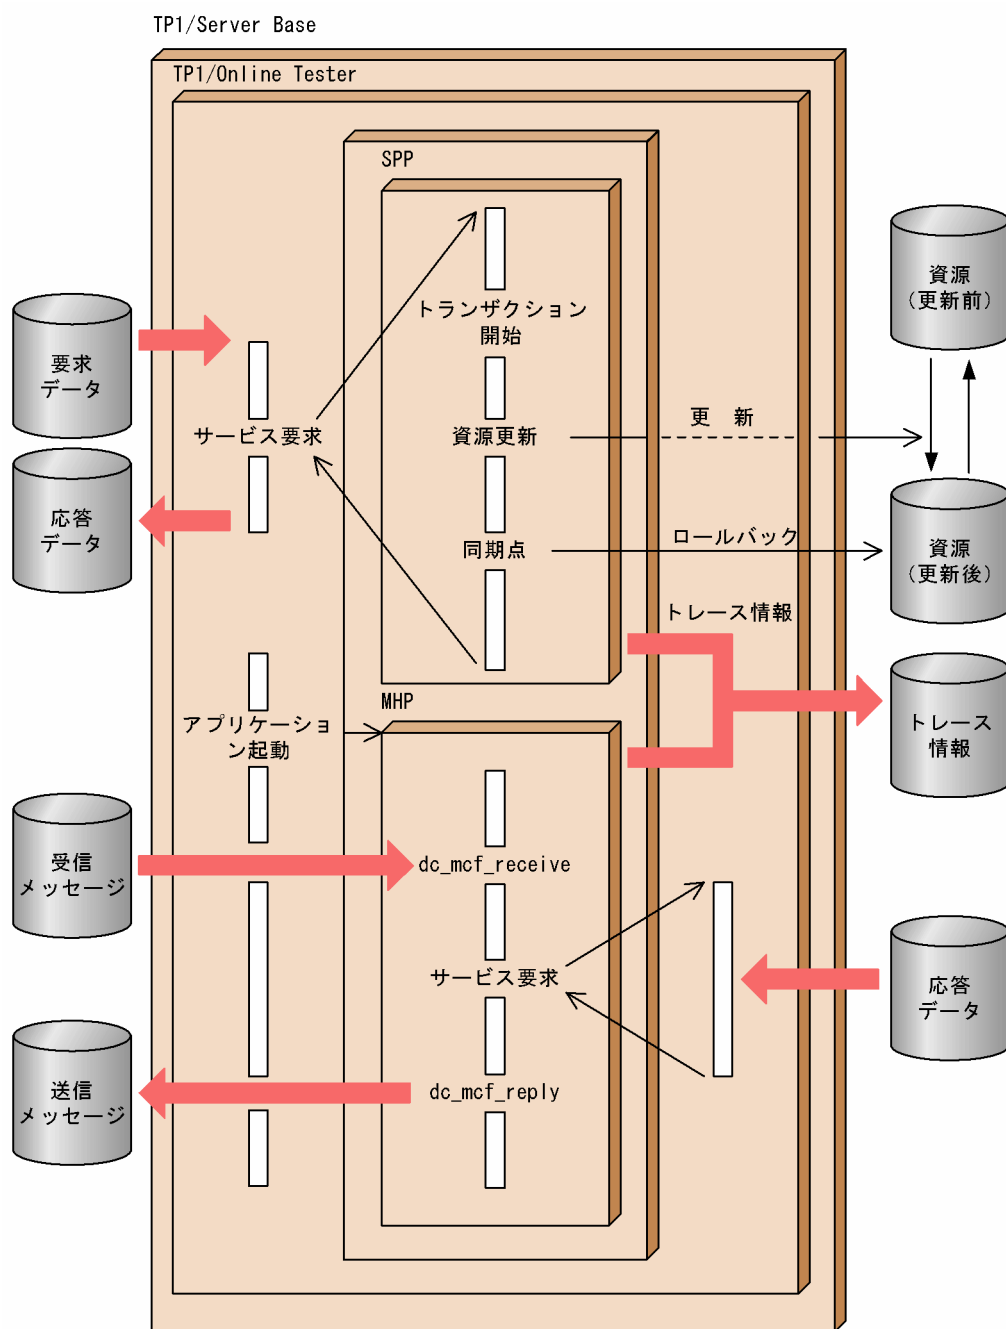 TP1/Server Base
TP1/Online Tester
SPP
トランザクション
開始
資源
(更新前)
要求
データ
サービス要求
資源更新
更 新
応答
データ
同期点
ロールバック
資源
(更新後)
トレース情報
MHP
アプリケーショ
ン起動
トレース
情報
受信
メッセージ
dc_mcf_receive
サービス要求
応答
データ
送信
メッセージ
dc_mcf_reply